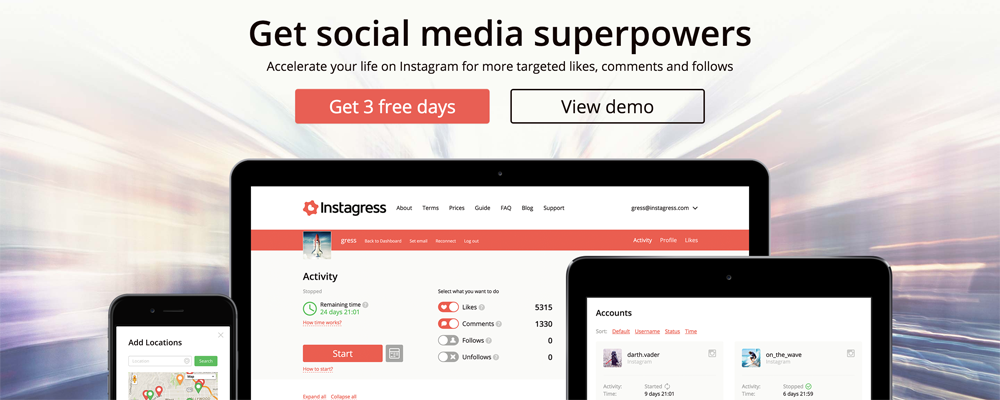 Get social media superpowers
Accelerate your life on Instagram for more targeted likes, comments and follows
Get 3 free days
View demo
Instagress About Terms Prices Guide FAQ Blog Support gress@instagress.com
gress Back to Dashboard Set email Reconnect Log out Activity Profile Likes
Activity
Stopped
Remaining time ?
24 days 21:01
How time works?
Start
How to start?
Expand all Collapse all
Select what you want to do
Likes ? 5315
Comments ? 1330
Follows ? 0
Unfollows ? 0
Add Locations
Location
Search
Map
Accounts
Sort: Default Username Status Time
darth.vader
Instagram
Activity: Started
Time: 9 days 21:01
on_the_wave
Instagram
Activity: Stopped
Time: 6 days 21:59